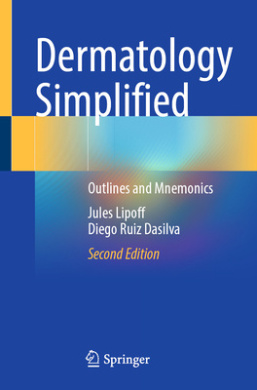 Dermatology
Simplified
Outlines and Mnemonics
Jules Lipoff
Diego Ruiz Dasilva
Second Edition
Springer